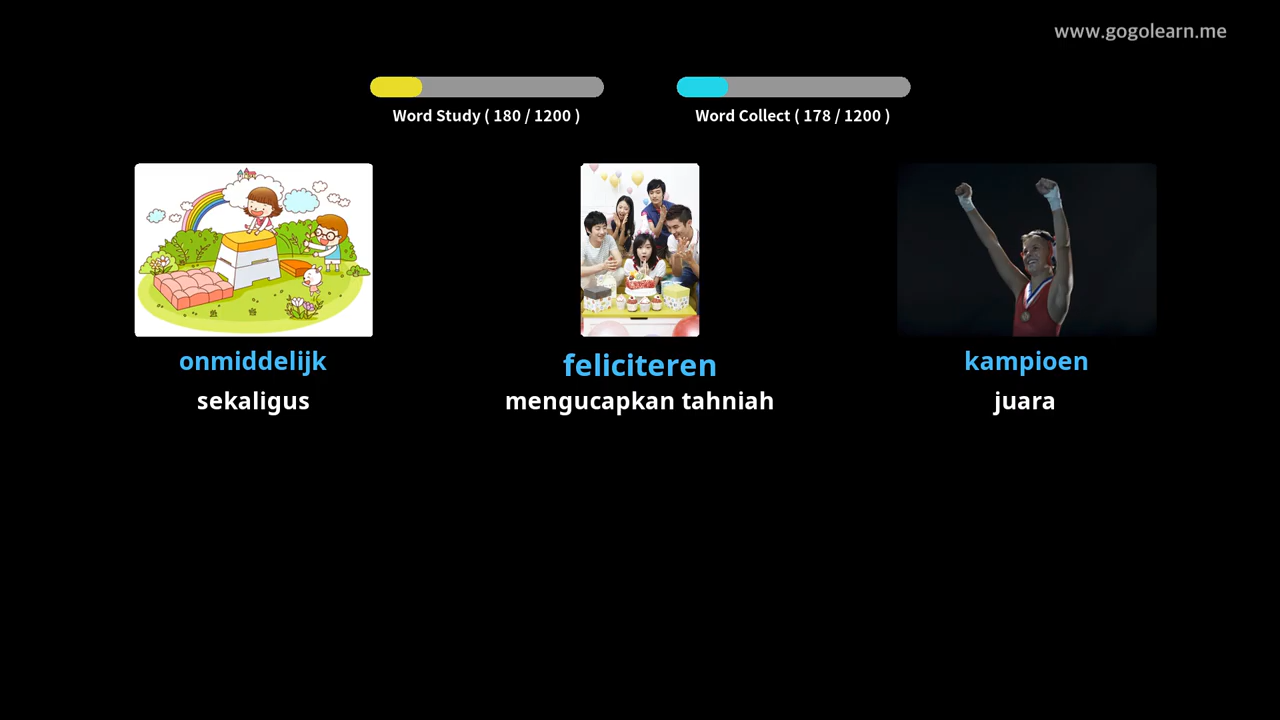 www.gogolearn.me
Word Study ( 180 / 1200 )
Word Collect ( 178 / 1200 )
onmiddelijk
feliciteren
kampioen
sekaligus
mengucapkan tahniah
juara